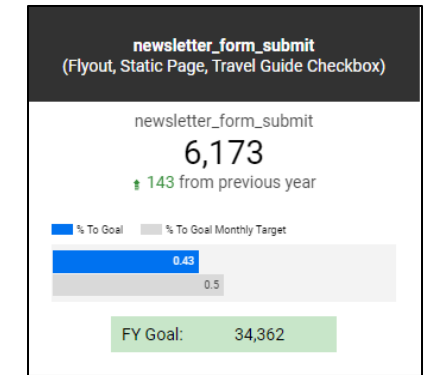 newsletter_form_submit
(Flyout, Static Page, Travel Guide Checkbox)
newsletter_form_submit
6,173
143 from previous year
% To Goal % To Goal Monthly Target
0.43
0.5
FY Goal: 34,362